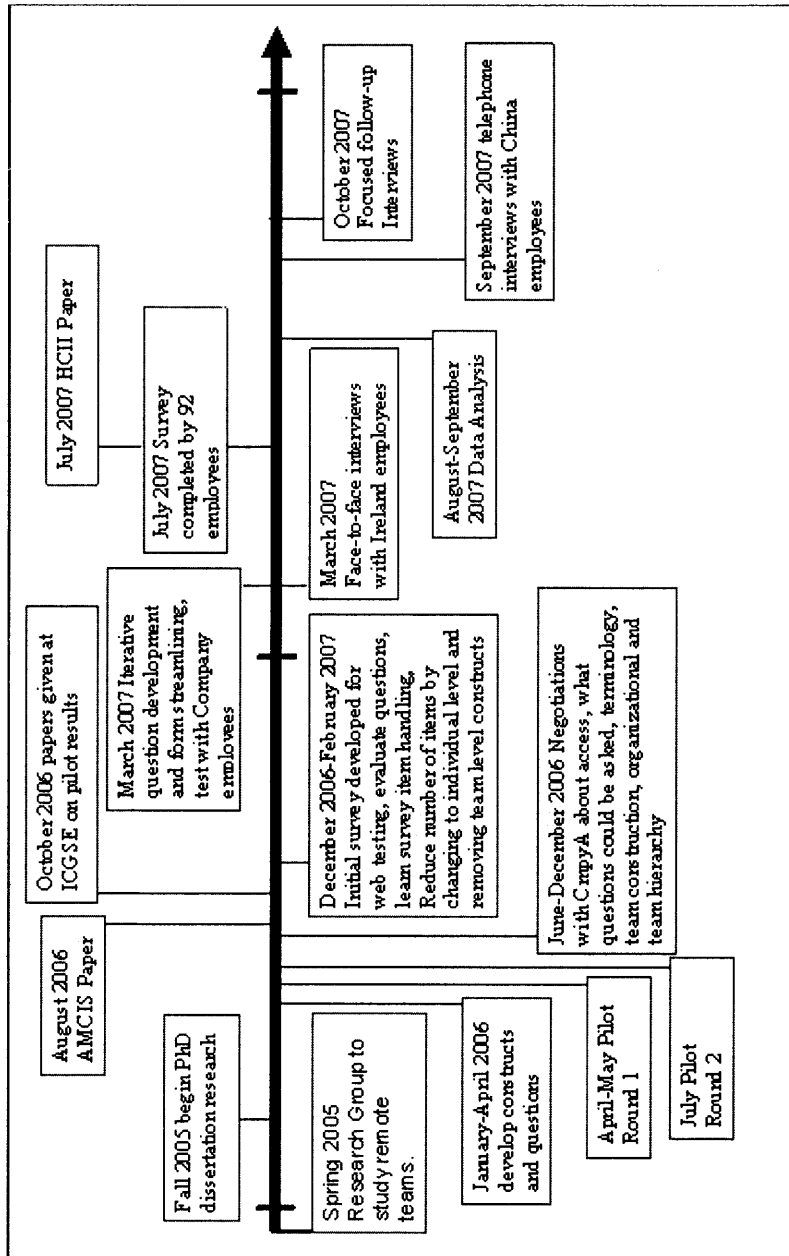 Fall 2005 begin PhD
dissertation research
August 2006
AMCIS Paper
October 2006 papers given at
ICGSE on pilot results
March 2007 Iterative
question development
and form streamlining,
test with Company
employees
July 2007 Survey
completed by 92
employees
July 2007 HCII Paper
Spring 2005
Research Group to
study remote
teams.
January-April 2006
develop constructs
and questions
April-May Pilot
Round 1
July Pilot
Round 2
June-December 2006 Negotiations
with CmpyA about access, what
questions could be asked, terminology,
team construction, organizational and
team hierarchy
December 2006-February 2007
Initial survey developed for
web testing, evaluate questions,
learn survey item handling,
Reduce number of items by
changing to individual level and
removing team level constructs
March 2007
Face-to-face interviews
with Ireland employees
August-September
2007 Data Analysis
September 2007 telephone
interviews with China
employees
October 2007
Focused follow-up
Interviews